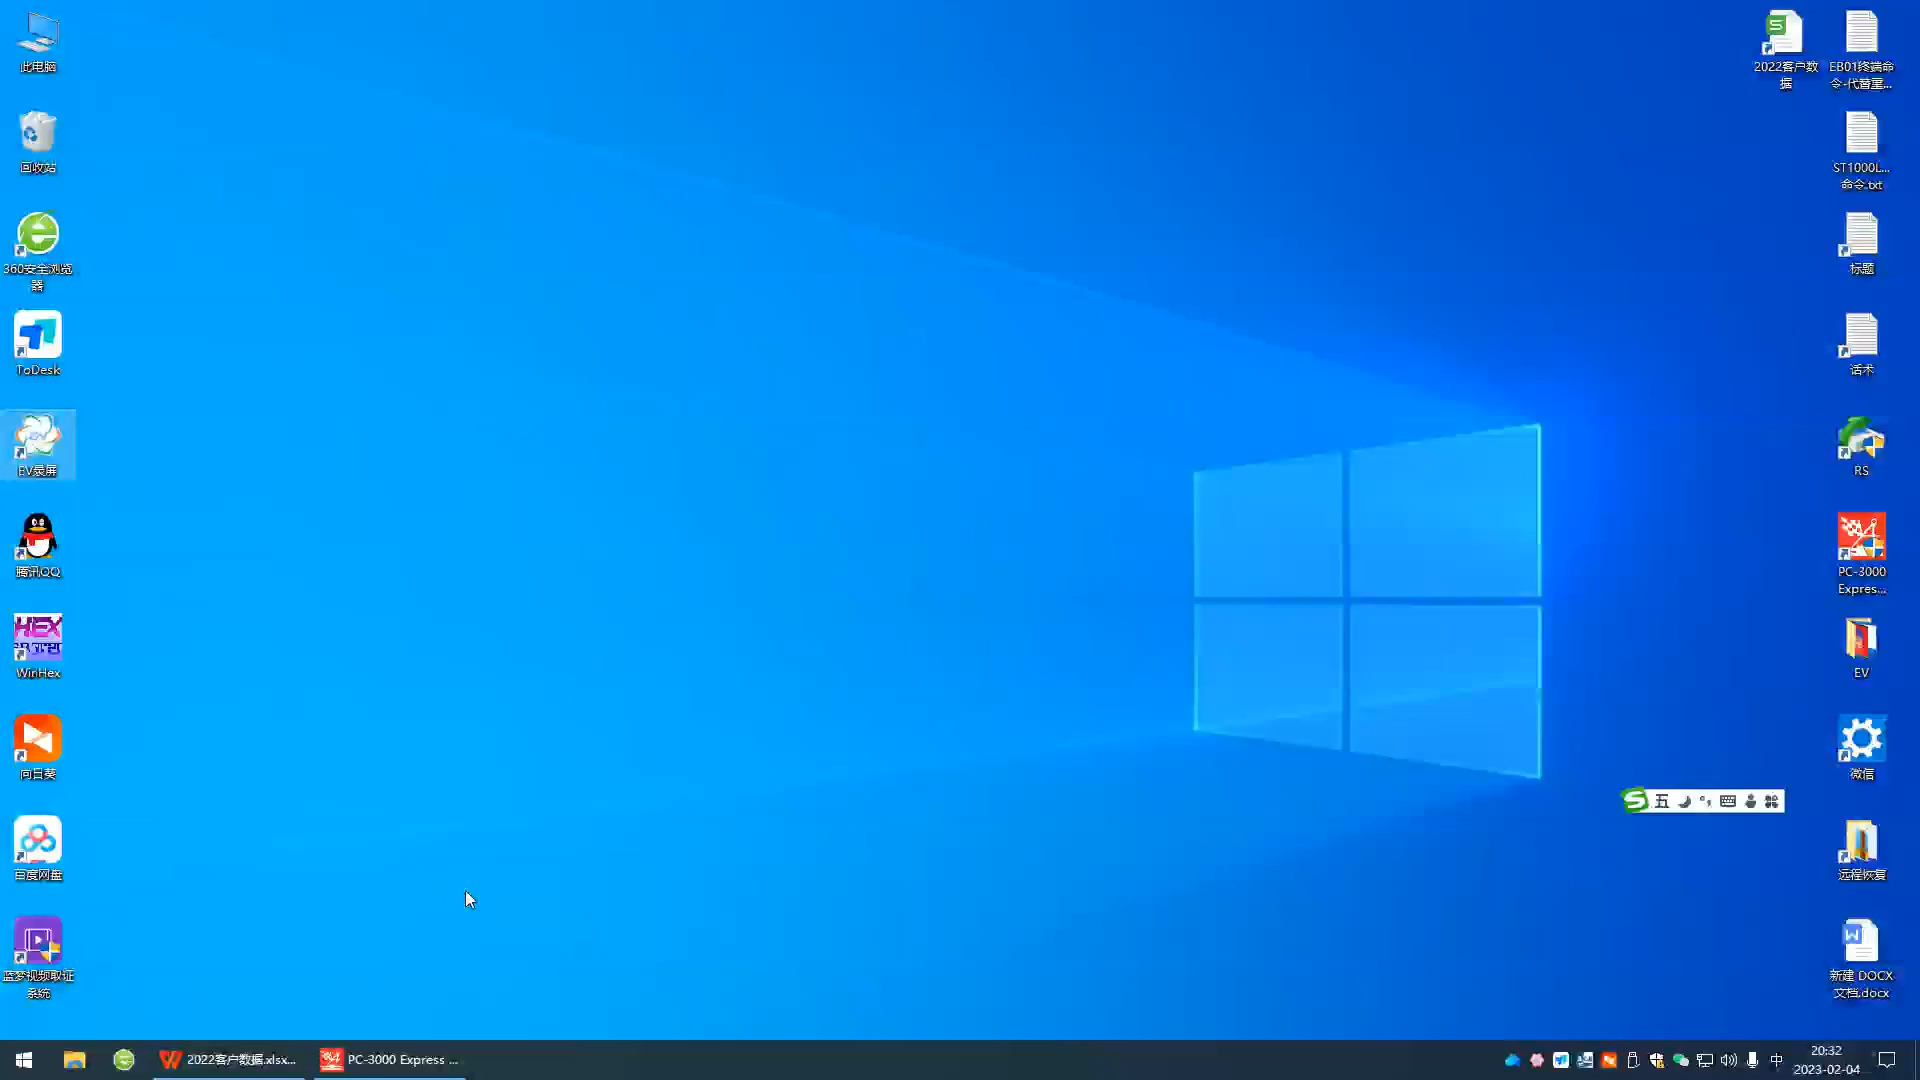 此电脑
回收站
360安全浏览
器
ToDesk
EV录屏
腾讯QQ
HEX
WinHex
向日葵
百度网盘
蓝梦视频取证
系统
2022客户数
据
EB01终端命
令-代替重...
ST1000L...
命令.txt
标题
话术
RS
PC-3000
Expres...
EV
微信
远程恢复
新建 DOCX
文档.docx
S 五
2022客户数据.xlsx...
PC-3000 Express ...
中
20:32
2023-02-04